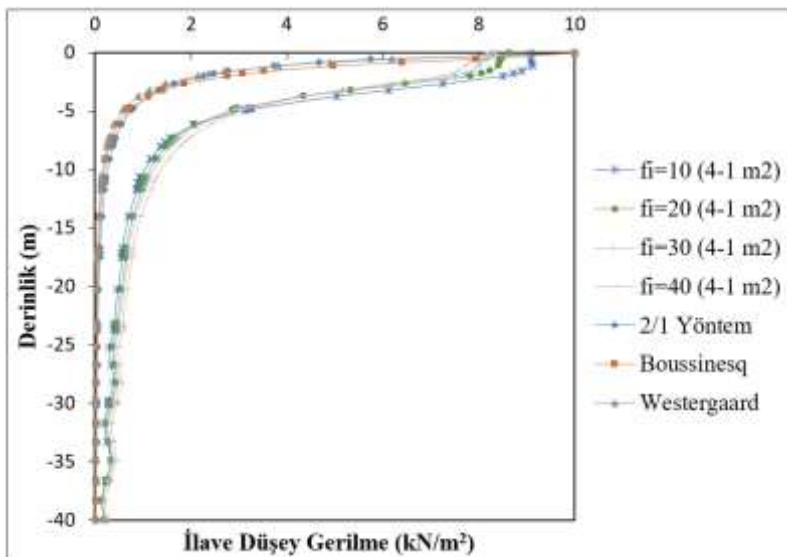 0 2 4 6 8 10
0
-5
-10
-15
-20
-25
-30
-35
-40
Derinlik (m)
İlave Düşey Gerilme (kN/m²)
fi=10 (4-1 m2)
fi=20 (4-1 m2)
fi=30 (4-1 m2)
fi=40 (4-1 m2)
2/1 Yöntem
Boussinesq
Westergaard